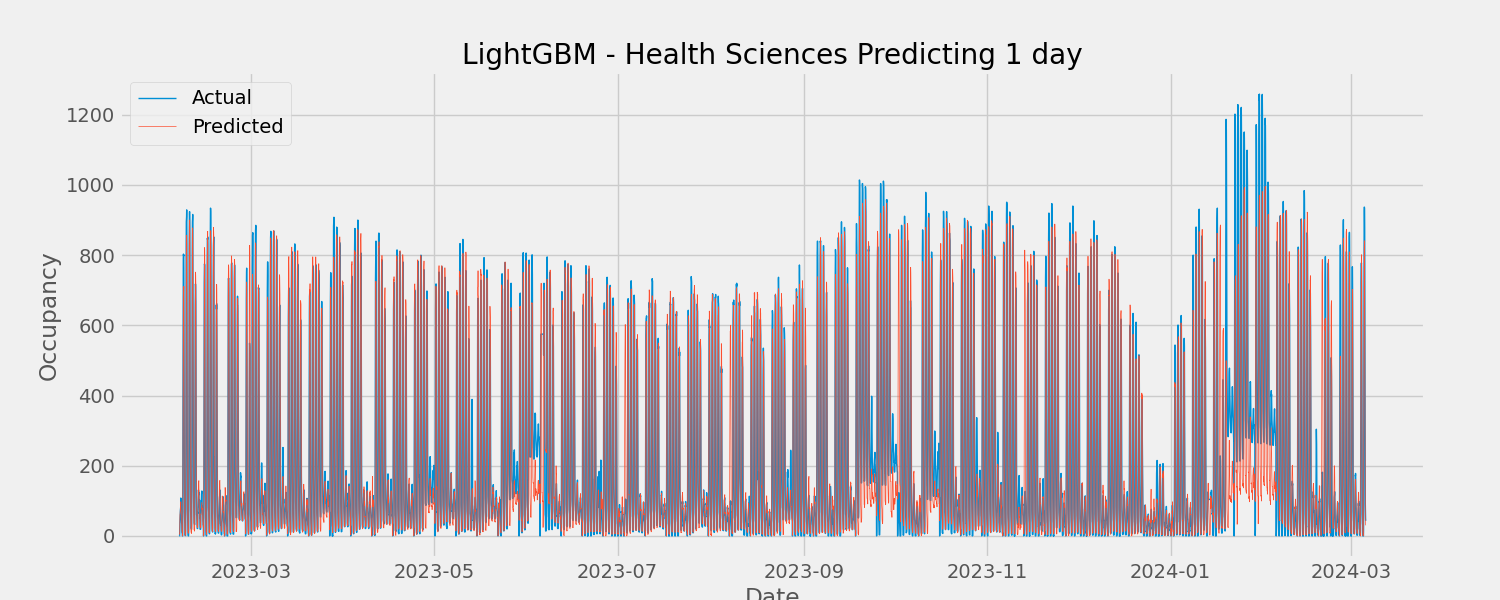 LightGBM - Health Sciences Predicting 1 day
Actual
Predicted
1200
1000
800
600
400
200
0
Occupancy
2023-03
2023-05
2023-07
2023-09
2023-11
2024-01
2024-03
Date